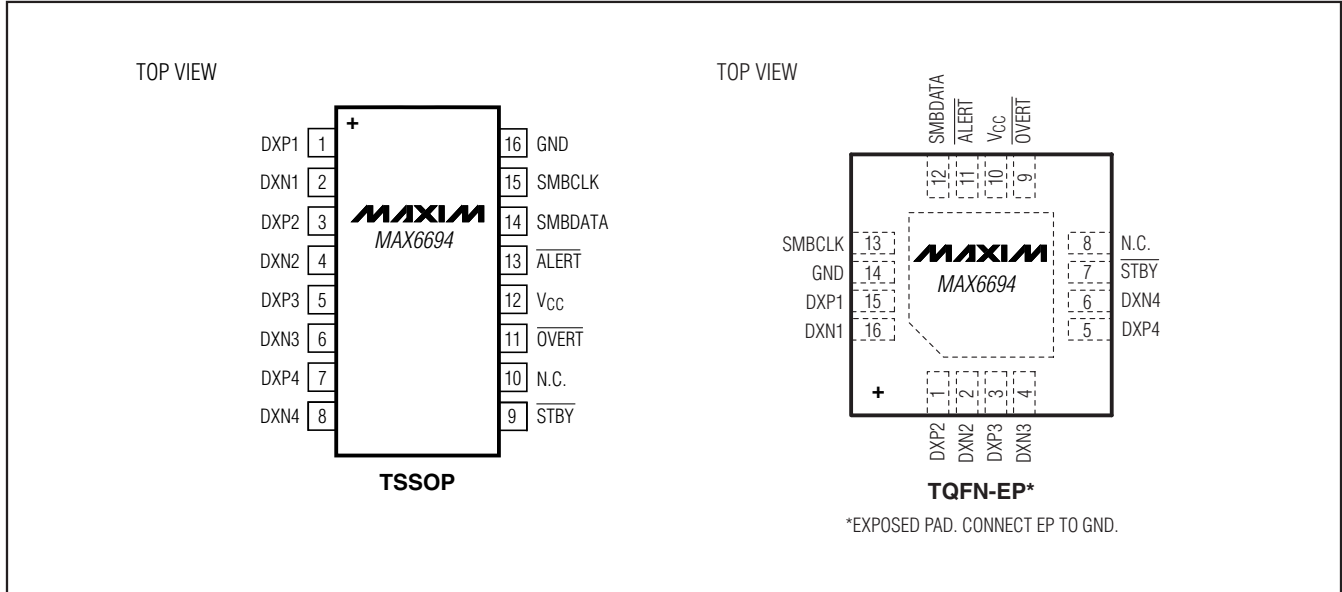 TOP VIEW
+
DXP1 1
DXN1 2
DXP2 3
DXN2 4
DXP3 5
DXN3 6
DXP4 7
DXN4 8
MAXIM
MAX6694
16 GND
15 SMBCLK
14 SMBDATA
13 ALERT
12 VCC
11 OVERT
10 N.C.
9 STBY
TSSOP
TOP VIEW
SMBDATA
ALERT
VCC
OVERT
12
11
10
9
SMBCLK 13
GND 14
DXP1 15
DXN1 16
MAXIM
MAX6694
8 N.C.
7 STBY
6 DXN4
5 DXP4
+
1
2
3
4
DXP2
DXN2
DXP3
DXN3
TQFN-EP*
*EXPOSED PAD. CONNECT EP TO GND.